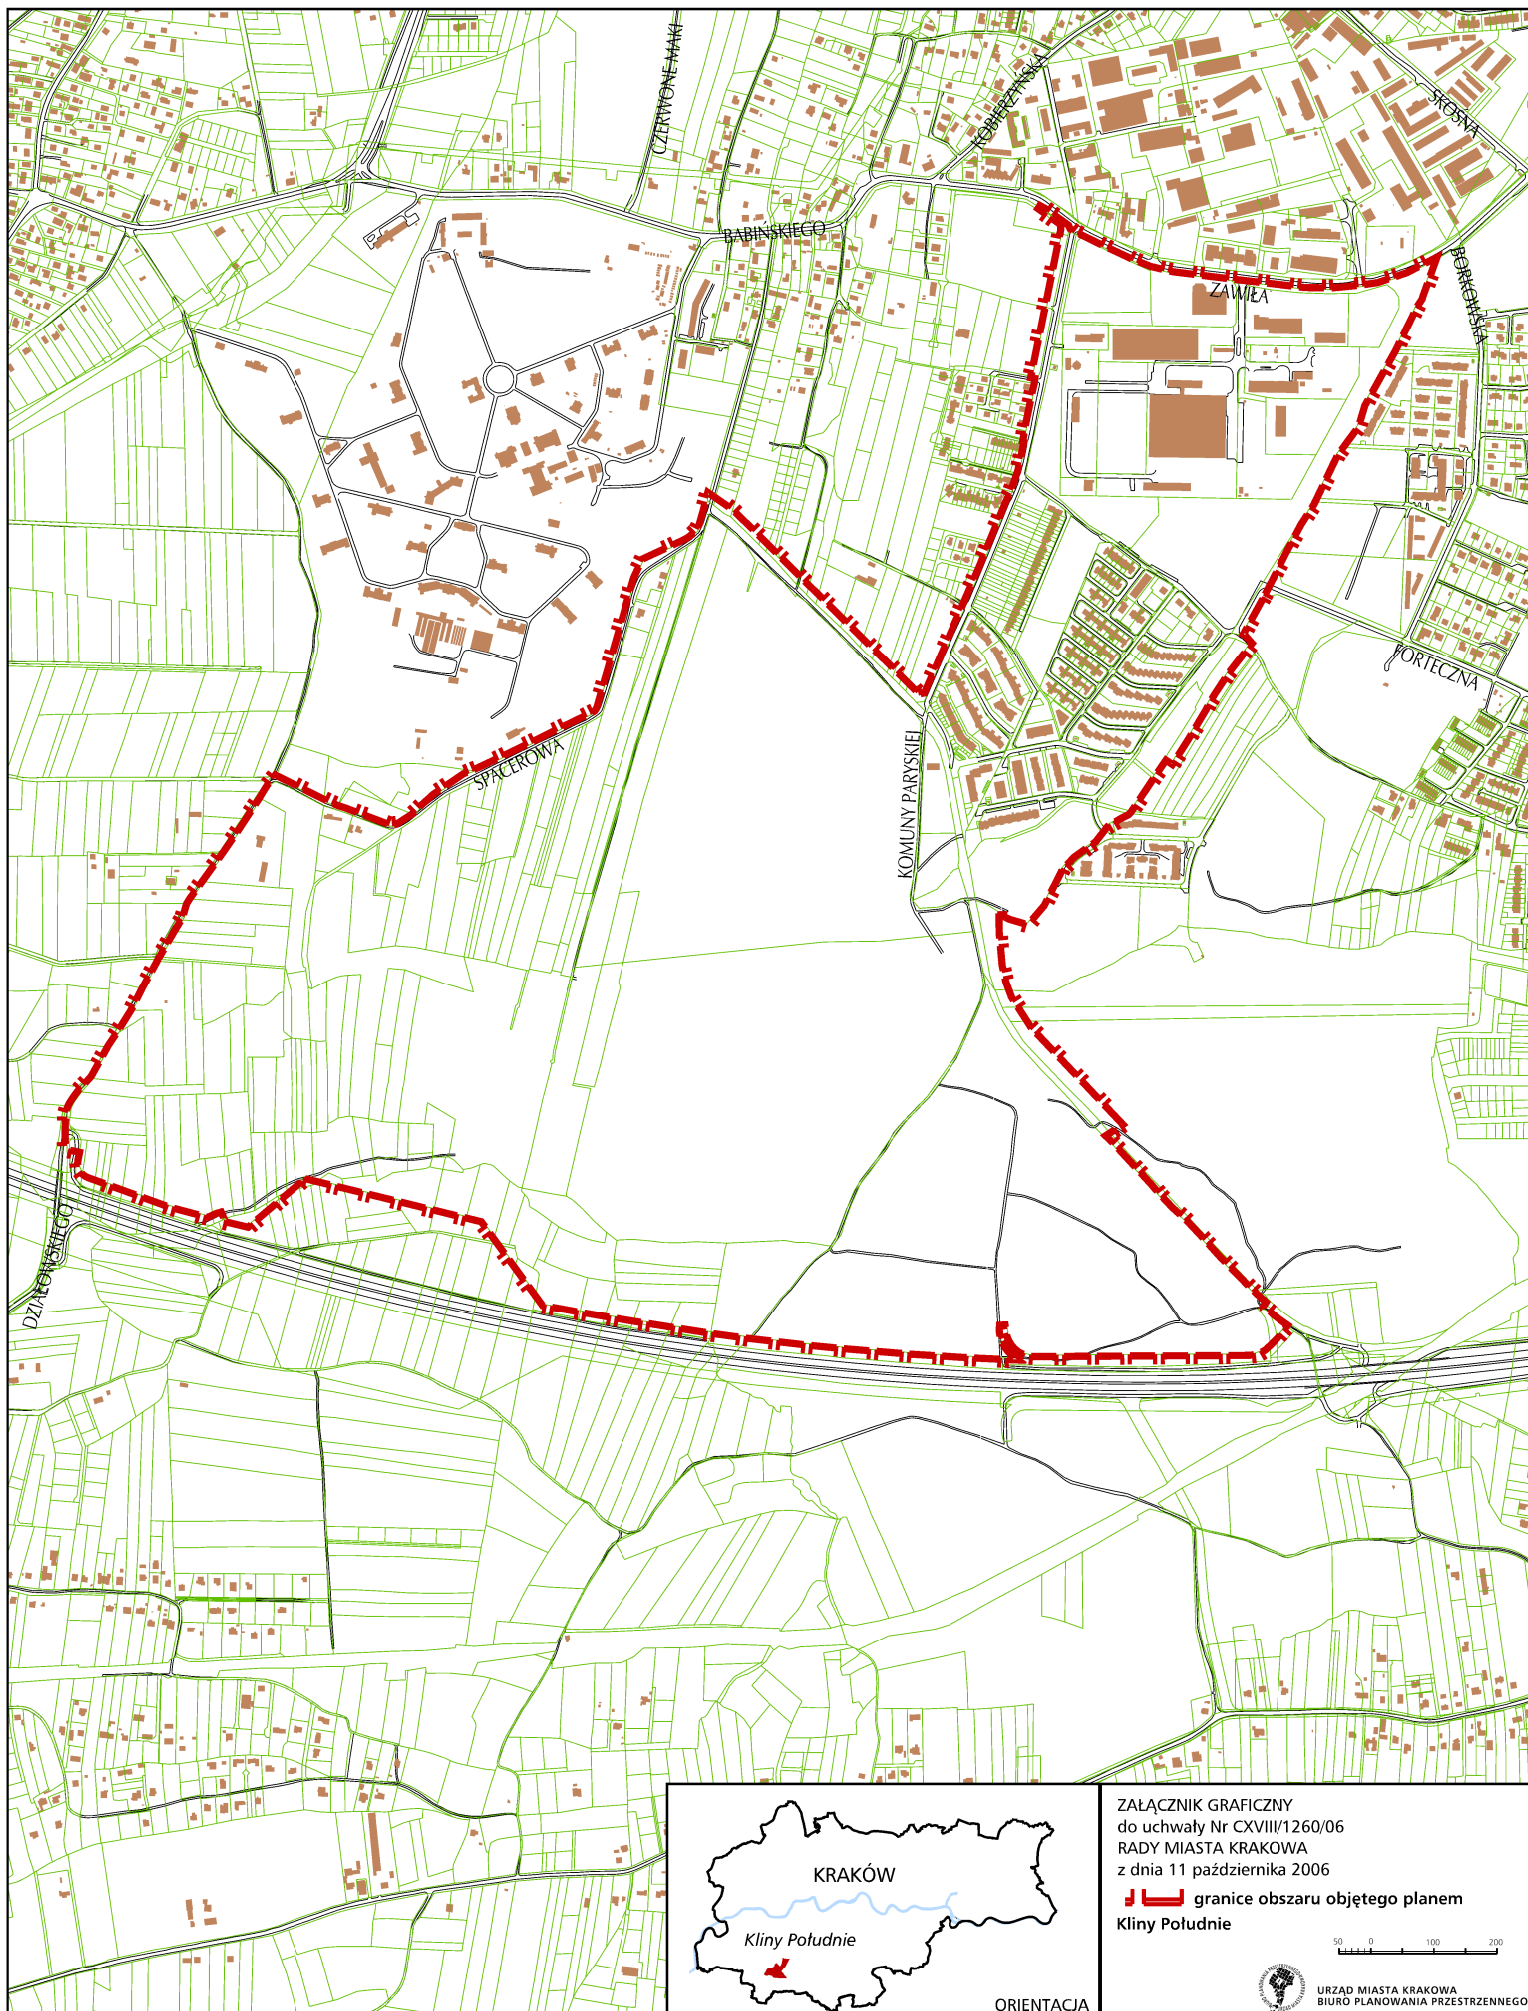 CZERWONE MAKI
KOBIERZYŃSKA
SKOŚNA
BABIŃSKIEGO
ZAWIŁA
BORKOWSKA
FORTECZNA
SPACEROWA
KOMUNY PARYSKIEJ
DZIAŁOWSKIEGO
KRAKÓW
Kliny Południe
ORIENTACJA
ZAŁĄCZNIK GRAFICZNY
do uchwały Nr CXVIII/1260/06
RADY MIASTA KRAKOWA
z dnia 11 października 2006
granice obszaru objętego planem
Kliny Południe
50 0 100 200
URZĄD MIASTA KRAKOWA
BIURO PLANOWANIA PRZESTRZENNEGO